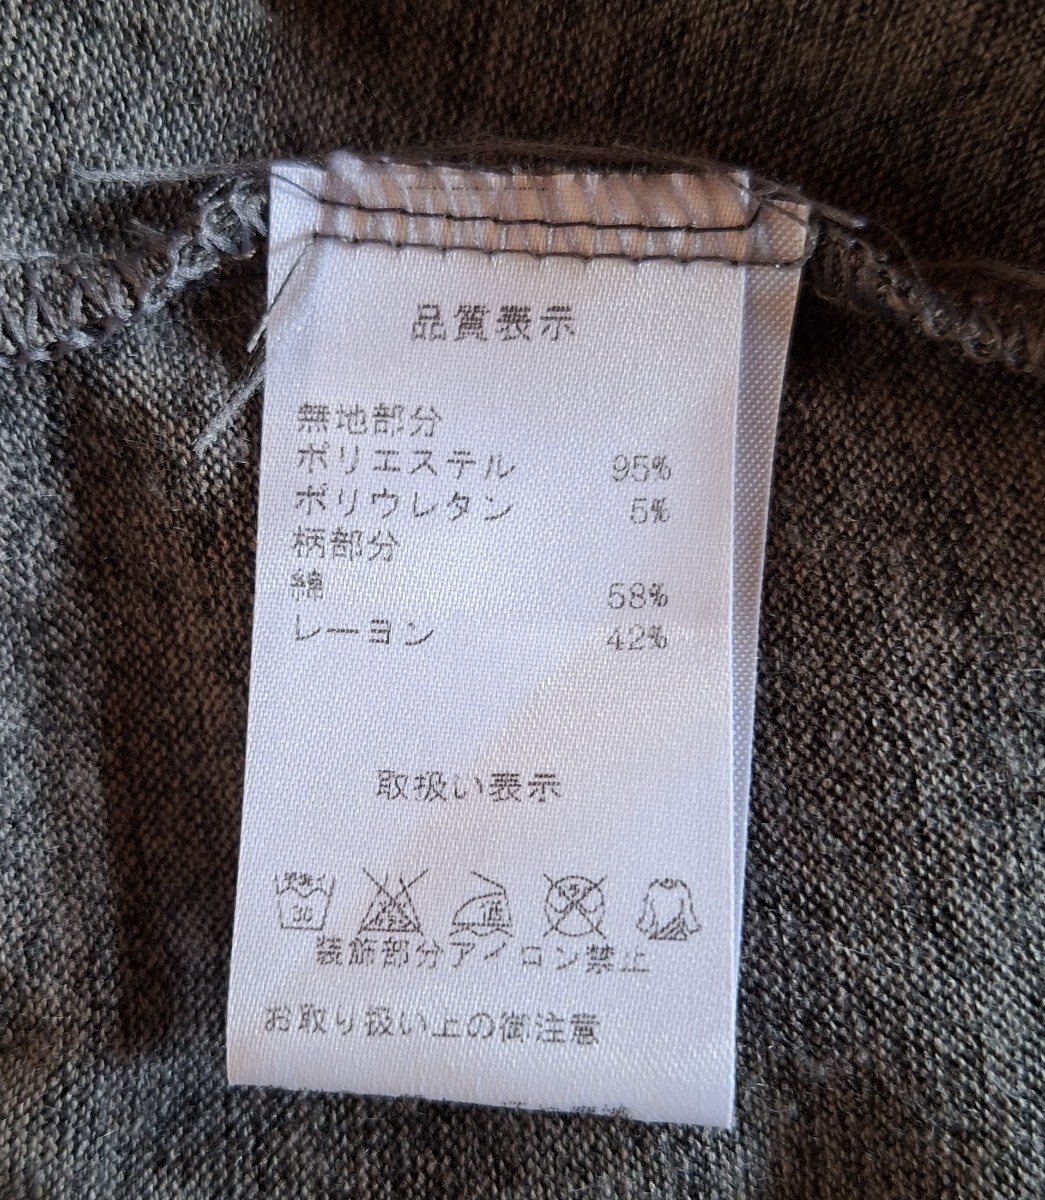 品質表示
無地部分
ポリエステル 95%
ポリウレタン 5%
柄部分
綿 58%
レーヨン 42%
取扱い表示
30 低
装飾部分アイロン禁止
お取り扱い上の御注意